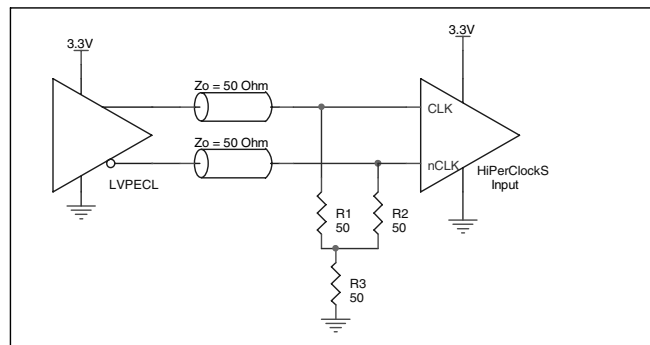 3.3V
3.3V
Zo = 50 Ohm
CLK
Zo = 50 Ohm
nCLK
LVPECL
HiPerClockS
Input
R1
50
R2
50
R3
50